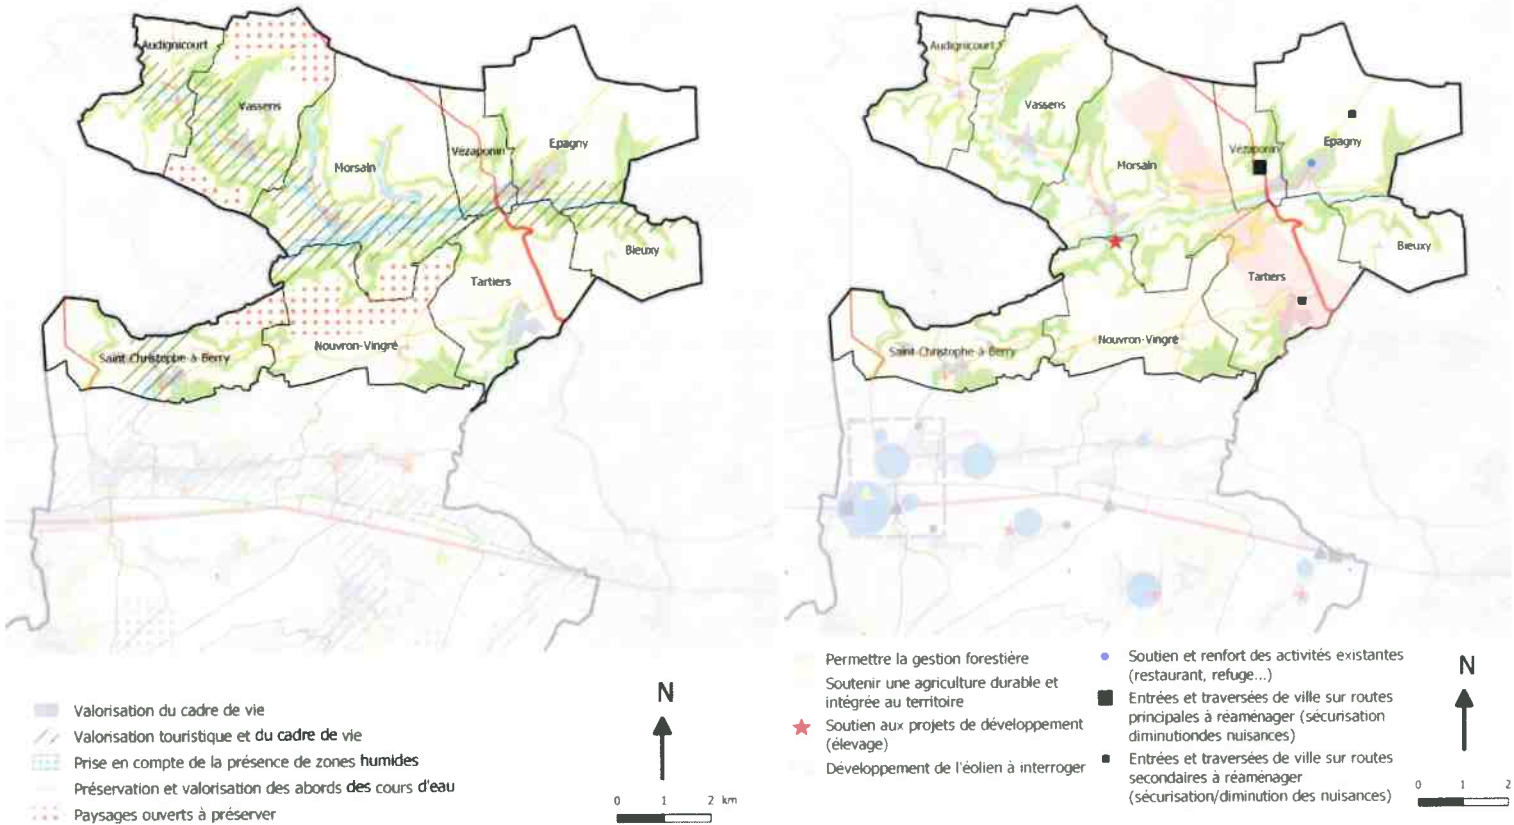 Audignicourt
Vassens
Morsain
Vézaponin
Epagny
Bieuxy
Tartiers
Nouvron-Vingré
Saint-Christophe-à-Berry
Valorisation du cadre de vie
Valorisation touristique et du cadre de vie
Prise en compte de la présence de zones humides
Préservation et valorisation des abords des cours d'eau
Paysages ouverts à préserver
N
0 1 2 km
Audignicourt
Vassens
Morsain
Vézaponin
Epagny
Bieuxy
Tartiers
Nouvron-Vingré
Saint-Christophe-à-Berry
Permettre la gestion forestière
Soutenir une agriculture durable et
intégrée au territoire
Soutien aux projets de développement
(élevage)
Développement de l'éolien à interroger
Soutien et renfort des activités existantes
(restaurant, refuge...)
Entrées et traversées de ville sur routes
principales à réaménager (sécurisation
diminutiondes nuisances)
Entrées et traversées de ville sur routes
secondaires à réaménager
(sécurisation/diminution des nuisances)
N
0 1 2